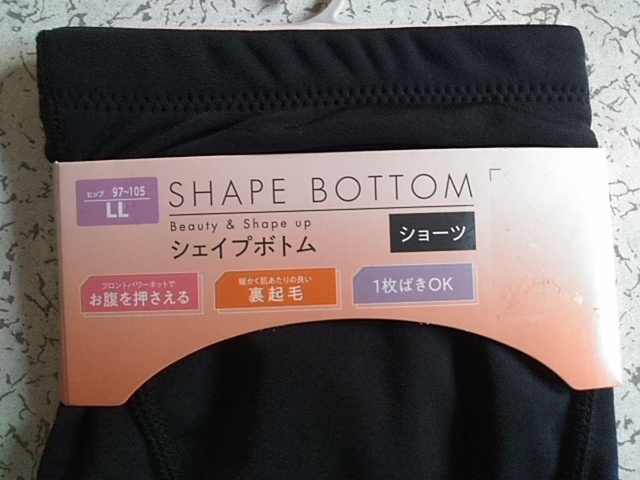 ヒップ 97~105
LL
SHAPE BOTTOM
Beauty & Shape up
シェイプボトム
ショーツ
フロントパワーネットで
お腹を押さえる
暖かく肌あたりの良い
裏起毛
1枚ばきOK